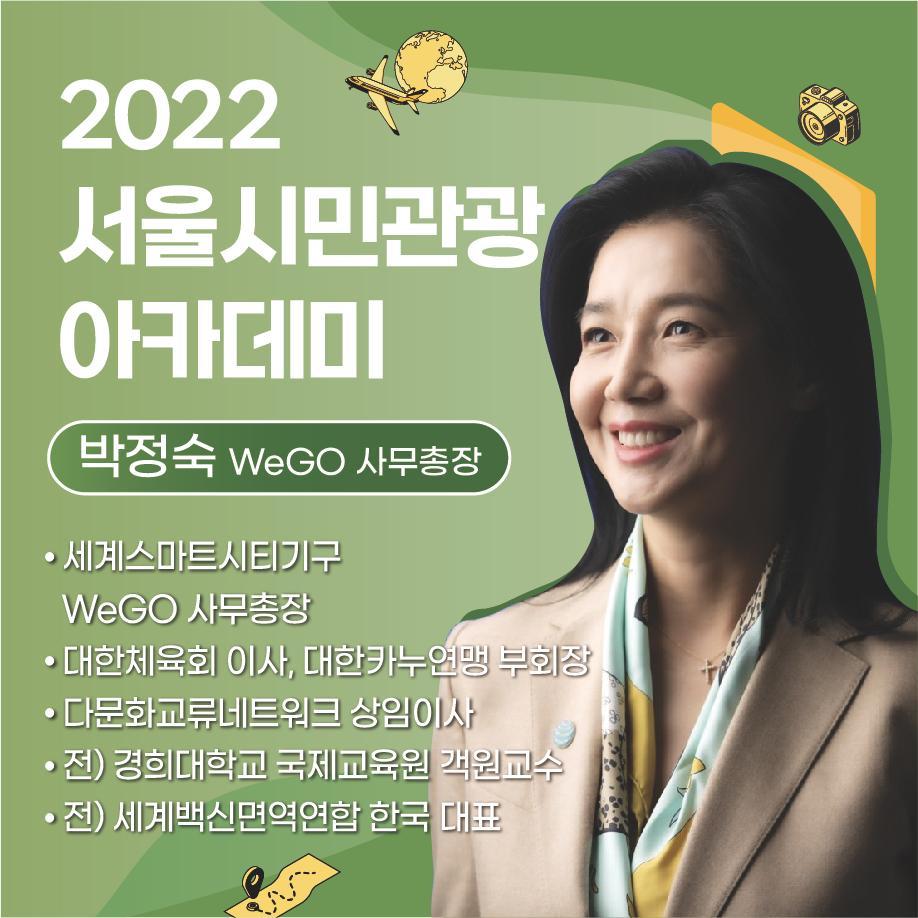 2022
서울시민관광
아카데미
박정숙 WeGO 사무총장
• 세계스마트시티기구
WeGO 사무총장
• 대한체육회 이사, 대한카누연맹 부회장
• 다문화교류네트워크 상임이사
• 전) 경희대학교 국제교육원 객원교수
• 전) 세계백신면역연합 한국 대표